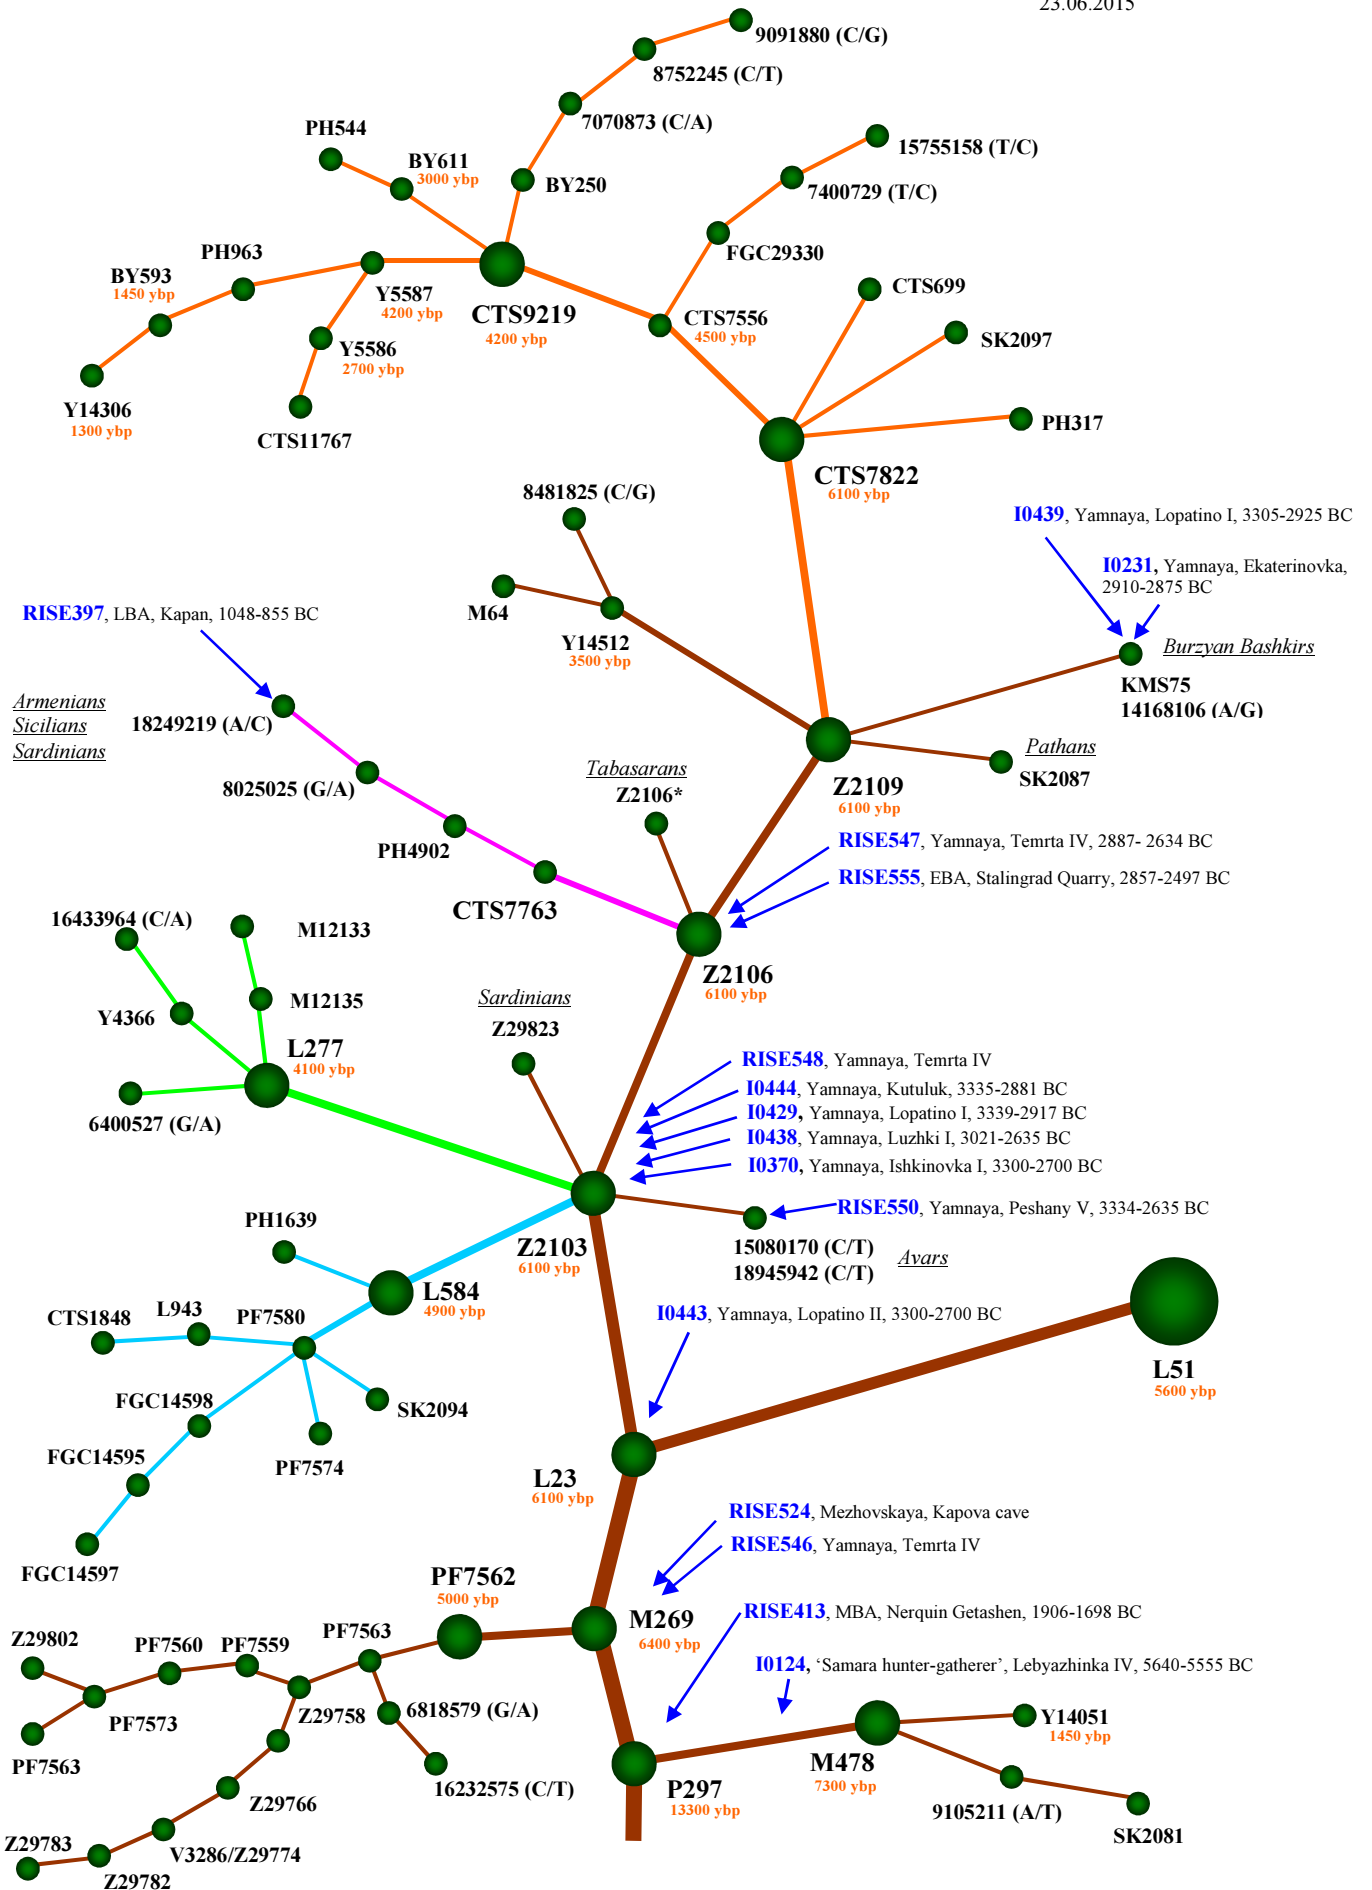 23.06.2015
9091880 (C/G)
8752245 (C/T)
7070873 (C/A)
PH544
BY611
3000 ybp
BY250
15755158 (T/C)
7400729 (T/C)
FGC29330
PH963
BY593
1450 ybp
Y5587
4200 ybp
CTS9219
4200 ybp
CTS7556
4500 ybp
CTS699
SK2097
Y5586
2700 ybp
Y14306
1300 ybp
CTS11767
PH317
CTS7822
6100 ybp
8481825 (C/G)
I0439, Yamnaya, Lopatino I, 3305-2925 BC
I0231, Yamnaya, Ekaterinovka,
2910-2875 BC
M64
RISE397, LBA, Kapan, 1048-855 BC
Y14512
3500 ybp
Burzyan Bashkirs
KMS75
14168106 (A/G)
Armenians
Sicilians
Sardinians
18249219 (A/C)
Pathans
SK2087
8025025 (G/A)
Tabasarans
Z2106*
Z2109
6100 ybp
PH4902
RISE547, Yamnaya, Temrta IV, 2887- 2634 BC
RISE555, EBA, Stalingrad Quarry, 2857-2497 BC
CTS7763
16433964 (C/A)
M12133
Z2106
6100 ybp
M12135
Sardinians
Z29823
Y4366
L277
4100 ybp
RISE548, Yamnaya, Temrta IV
I0444, Yamnaya, Kutuluk, 3335-2881 BC
I0429, Yamnaya, Lopatino I, 3339-2917 BC
6400527 (G/A)
I0438, Yamnaya, Luzhki I, 3021-2635 BC
I0370, Yamnaya, Ishkinovka I, 3300-2700 BC
RISE550, Yamnaya, Peshany V, 3334-2635 BC
PH1639
Z2103
6100 ybp
15080170 (C/T)
18945942 (C/T)
Avars
L584
4900 ybp
CTS1848
L943
PF7580
I0443, Yamnaya, Lopatino II, 3300-2700 BC
L51
5600 ybp
FGC14598
SK2094
FGC14595
PF7574
L23
6100 ybp
RISE524, Mezhovskaya, Kapova cave
RISE546, Yamnaya, Temrta IV
FGC14597
PF7562
5000 ybp
M269
6400 ybp
RISE413, MBA, Nerquin Getashen, 1906-1698 BC
Z29802
PF7560
PF7559
PF7563
I0124, ‘Samara hunter-gatherer’, Lebyazhinka IV, 5640-5555 BC
PF7573
Z29758
6818579 (G/A)
Y14051
1450 ybp
PF7563
M478
7300 ybp
16232575 (C/T)
P297
13300 ybp
Z29766
9105211 (A/T)
SK2081
Z29783
V3286/Z29774
Z29782